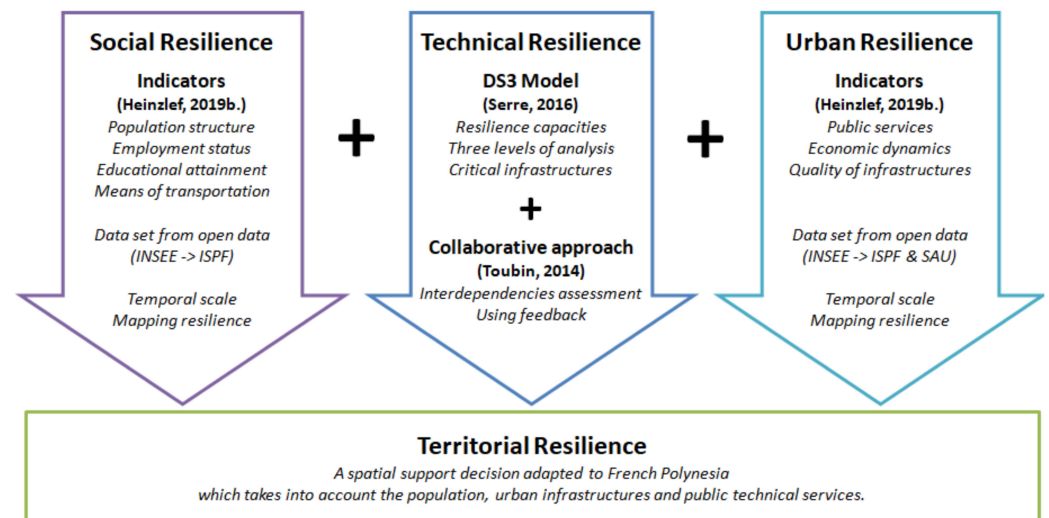 Social Resilience
Indicators
(Heinzlef, 2019b.)
Population structure
Employment status
Educational attainment
Means of transportation
Data set from open data
(INSEE -> ISPF)
Temporal scale
Mapping resilience
+
Technical Resilience
DS3 Model
(Serre, 2016)
Resilience capacities
Three levels of analysis
Critical infrastructures
+
Collaborative approach
(Toubin, 2014)
Interdependencies assessment
Using feedback
+
Urban Resilience
Indicators
(Heinzlef, 2019b.)
Public services
Economic dynamics
Quality of infrastructures
Data set from open data
(INSEE -> ISPF & SAU)
Temporal scale
Mapping resilience
Territorial Resilience
A spatial support decision adapted to French Polynesia
which takes into account the population, urban infrastructures and public technical services.